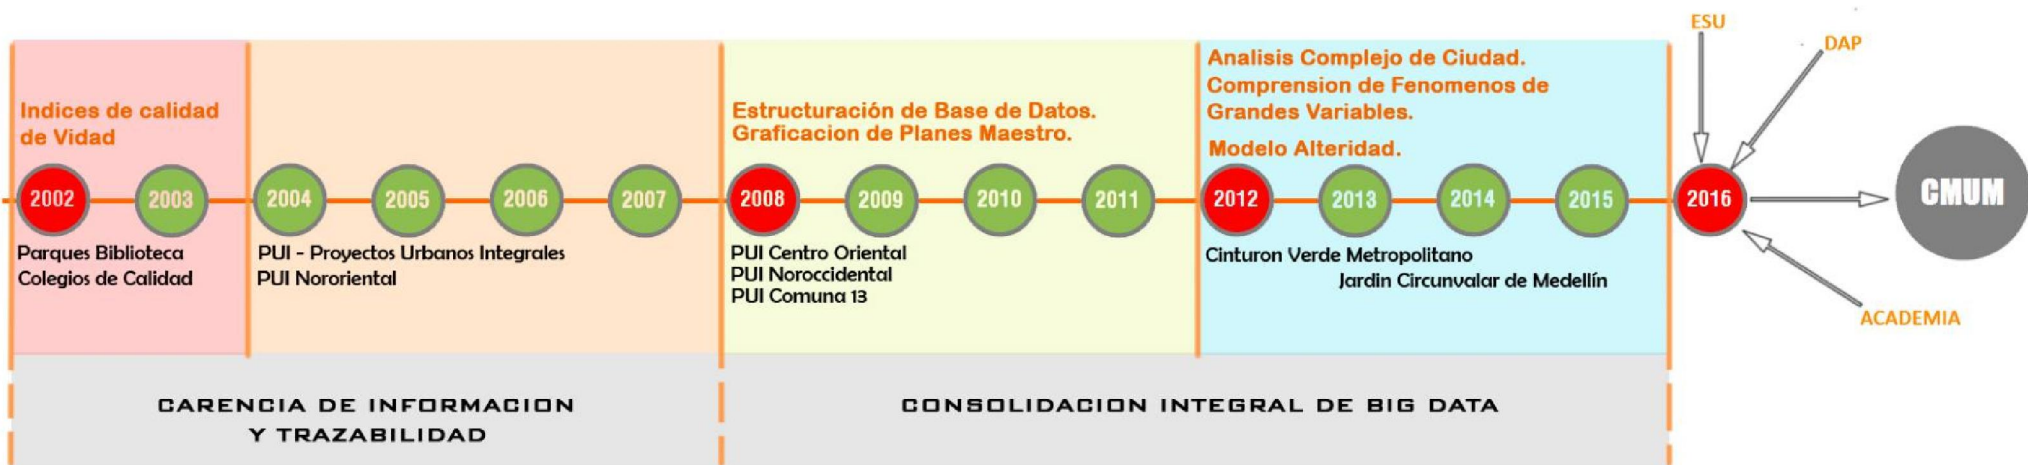 Indices de calidad
de Vidad
2002
2003
Parques Biblioteca
Colegios de Calidad
2004
2005
2006
2007
PUI - Proyectos Urbanos Integrales
PUI Nororiental
CARENCIA DE INFORMACION
Y TRAZABILIDAD
Estructuración de Base de Datos.
Graficacion de Planes Maestro.
2008
2009
2010
2011
PUI Centro Oriental
PUI Noroccidental
PUI Comuna 13
Analisis Complejo de Ciudad.
Comprension de Fenomenos de
Grandes Variables.
Modelo Alteridad.
2012
2013
2014
2015
Cinturon Verde Metropolitano
Jardin Circunvalar de Medellín
CONSOLIDACION INTEGRAL DE BIG DATA
ESU
DAP
2016
CMUM
ACADEMIA